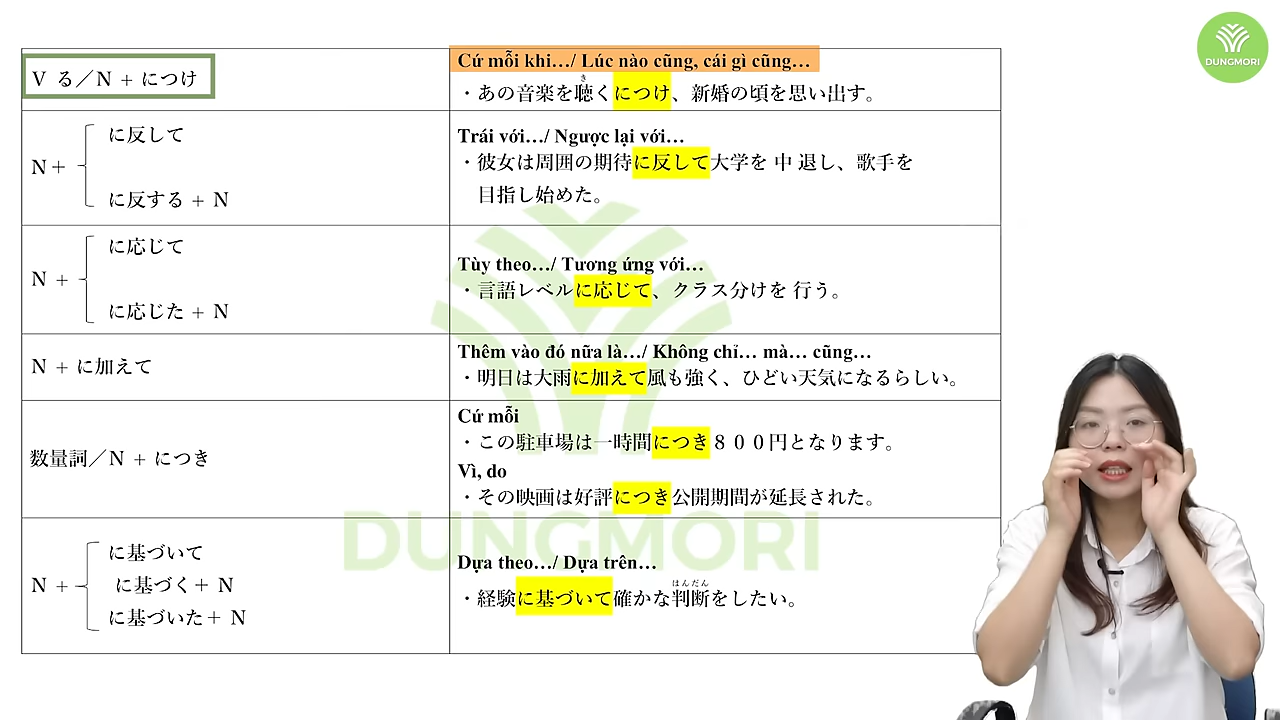 DUNGMORI
V る／N + につけ
Cứ mỗi khi…/ Lúc nào cũng, cái gì cũng…
き
・あの音楽を聴くにつけ、新婚の頃を思い出す。
N＋
に反して
に反する + N
Trái với…/ Ngược lại với…
・彼女は周囲の期待に反して大学を 中 退し、歌手を
目指し始めた。
N +
に応じて
に応じた + N
Tùy theo…/ Tương ứng với…
・言語レベルに応じて、クラス分けを 行う。
N + に加えて
Thêm vào đó nữa là…/ Không chỉ… mà… cũng…
・明日は大雨に加えて風も強く、ひどい天気になるらしい。
数量詞／N + につき
Cứ mỗi
・この駐車場は一時間につき８００円となります。
Vì, do
・その映画は好評につき公開期間が延長された。
DUNGMORI
N +
に基づいて
に基づく＋ N
に基づいた＋ N
Dựa theo…/ Dựa trên…
はんだん
・経験に基づいて確かな判断をしたい。